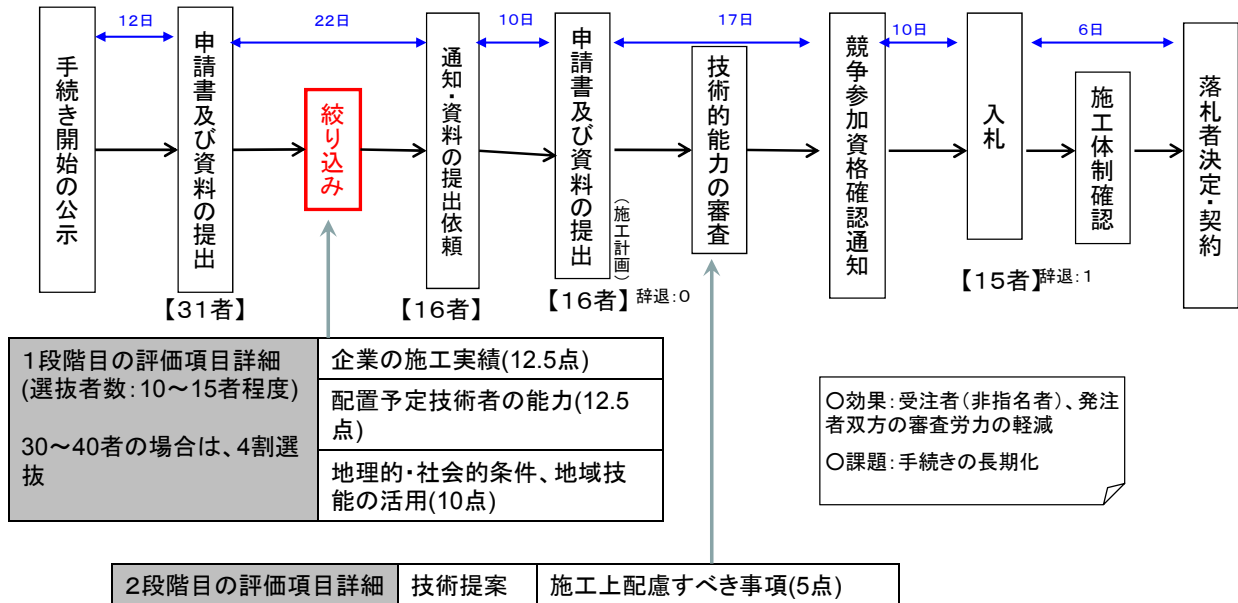 12日
22日
10日
17日
10日
6日
手続き開始の公示
申請書及び資料の提出
絞り込み
通知・資料の提出依頼
申請書及び資料の提出
(施工計画)
技術的能力の審査
競争参加資格確認通知
入札
施工体制確認
落札者決定・契約
【31者】
【16者】
【16者】辞退:0
【15者】辞退:1
1段階目の評価項目詳細
(選抜者数:10～15者程度)
30～40者の場合は、4割選
抜
企業の施工実績(12.5点)
配置予定技術者の能力(12.5
点)
地理的・社会的条件、地域技
能の活用(10点)
○効果:受注者(非指名者)、発注
者双方の審査労力の軽減
○課題:手続きの長期化
2段階目の評価項目詳細
技術提案
施工上配慮すべき事項(5点)